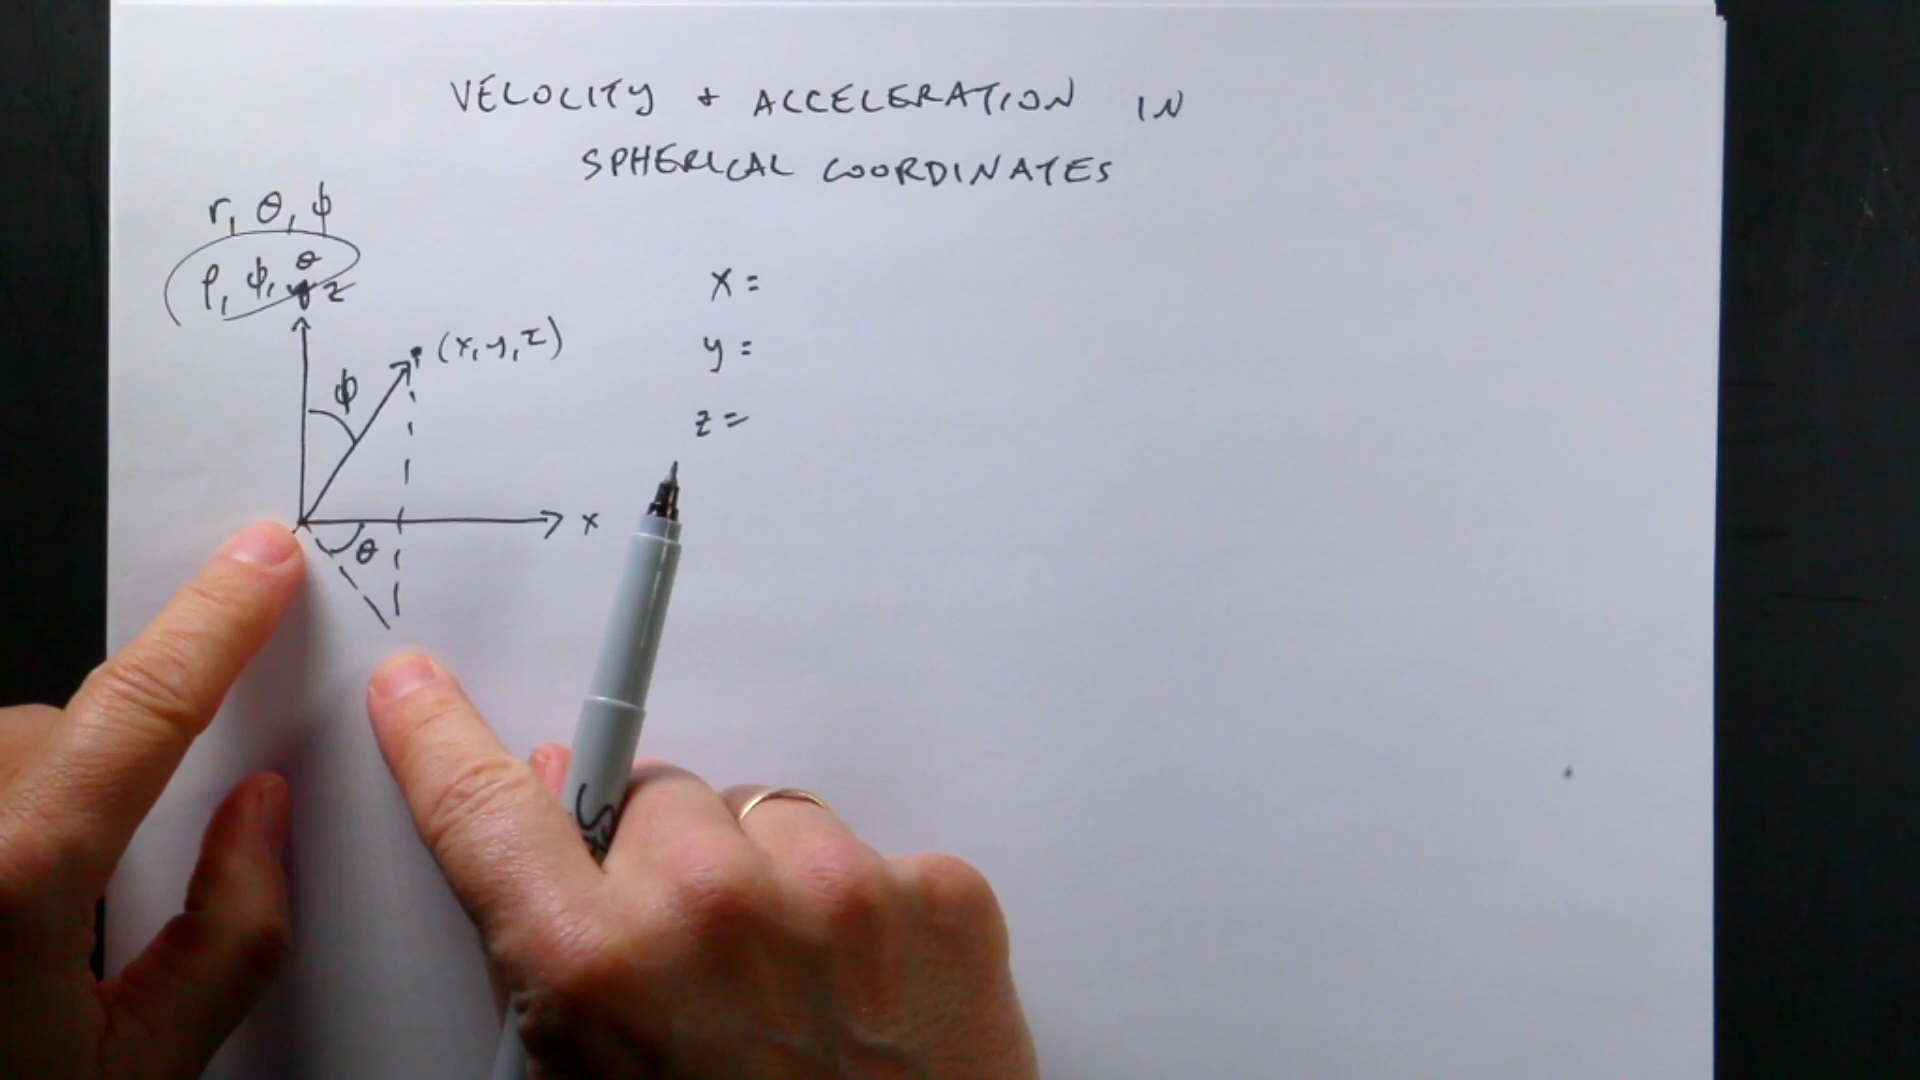 VELOCITY + ACCELERATION IN
SPHERICAL COORDINATES
r, θ, ϕ
ρ, ϕ, θ
z
(x, y, z)
ϕ
x
θ
x =
y =
z =